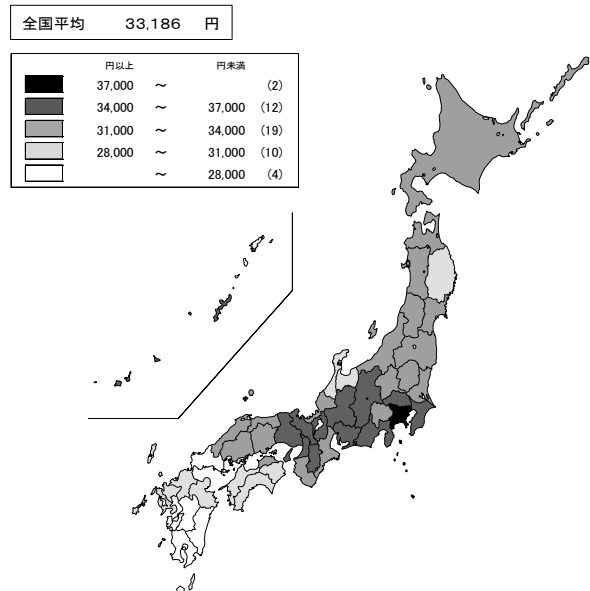 全国平均 33,186 円
円以上 円未満
37,000 ～ (2)
34,000 ～ 37,000 (12)
31,000 ～ 34,000 (19)
28,000 ～ 31,000 (10)
～ 28,000 (4)